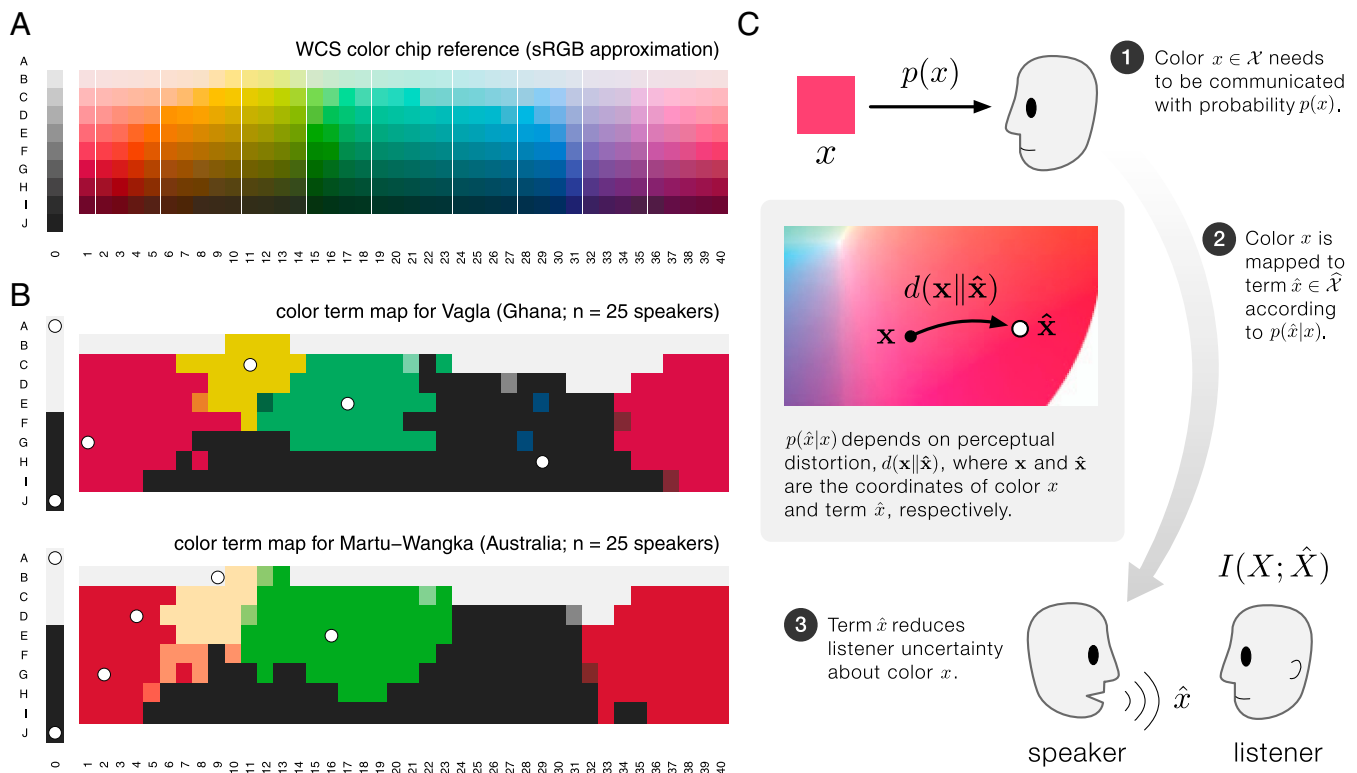 A
WCS color chip reference (sRGB approximation)
A
B
C
D
E
F
G
H
I
J
0 1 2 3 4 5 6 7 8 9 10 11 12 13 14 15 16 17 18 19 20 21 22 23 24 25 26 27 28 29 30 31 32 33 34 35 36 37 38 39 40
B
color term map for Vagla (Ghana; n = 25 speakers)
A
B
C
D
E
F
G
H
I
J
color term map for Martu−Wangka (Australia; n = 25 speakers)
A
B
C
D
E
F
G
H
I
J
0 1 2 3 4 5 6 7 8 9 10 11 12 13 14 15 16 17 18 19 20 21 22 23 24 25 26 27 28 29 30 31 32 33 34 35 36 37 38 39 40
C
p(x)
x
1 Color x ∈ 𝒳 needs
to be communicated
with probability p(x).
2 Color x is
mapped to
term x̂ ∈ 𝒳̂
according
to p(x̂|x).
d(𝐱‖𝐱̂)
𝐱
𝐱̂
p(x̂|x) depends on perceptual
distortion, d(𝐱‖𝐱̂), where 𝐱 and 𝐱̂
are the coordinates of color x
and term x̂, respectively.
3 Term x̂ reduces
listener uncertainty
about color x.
I(X; X̂)
x̂
speaker
listener